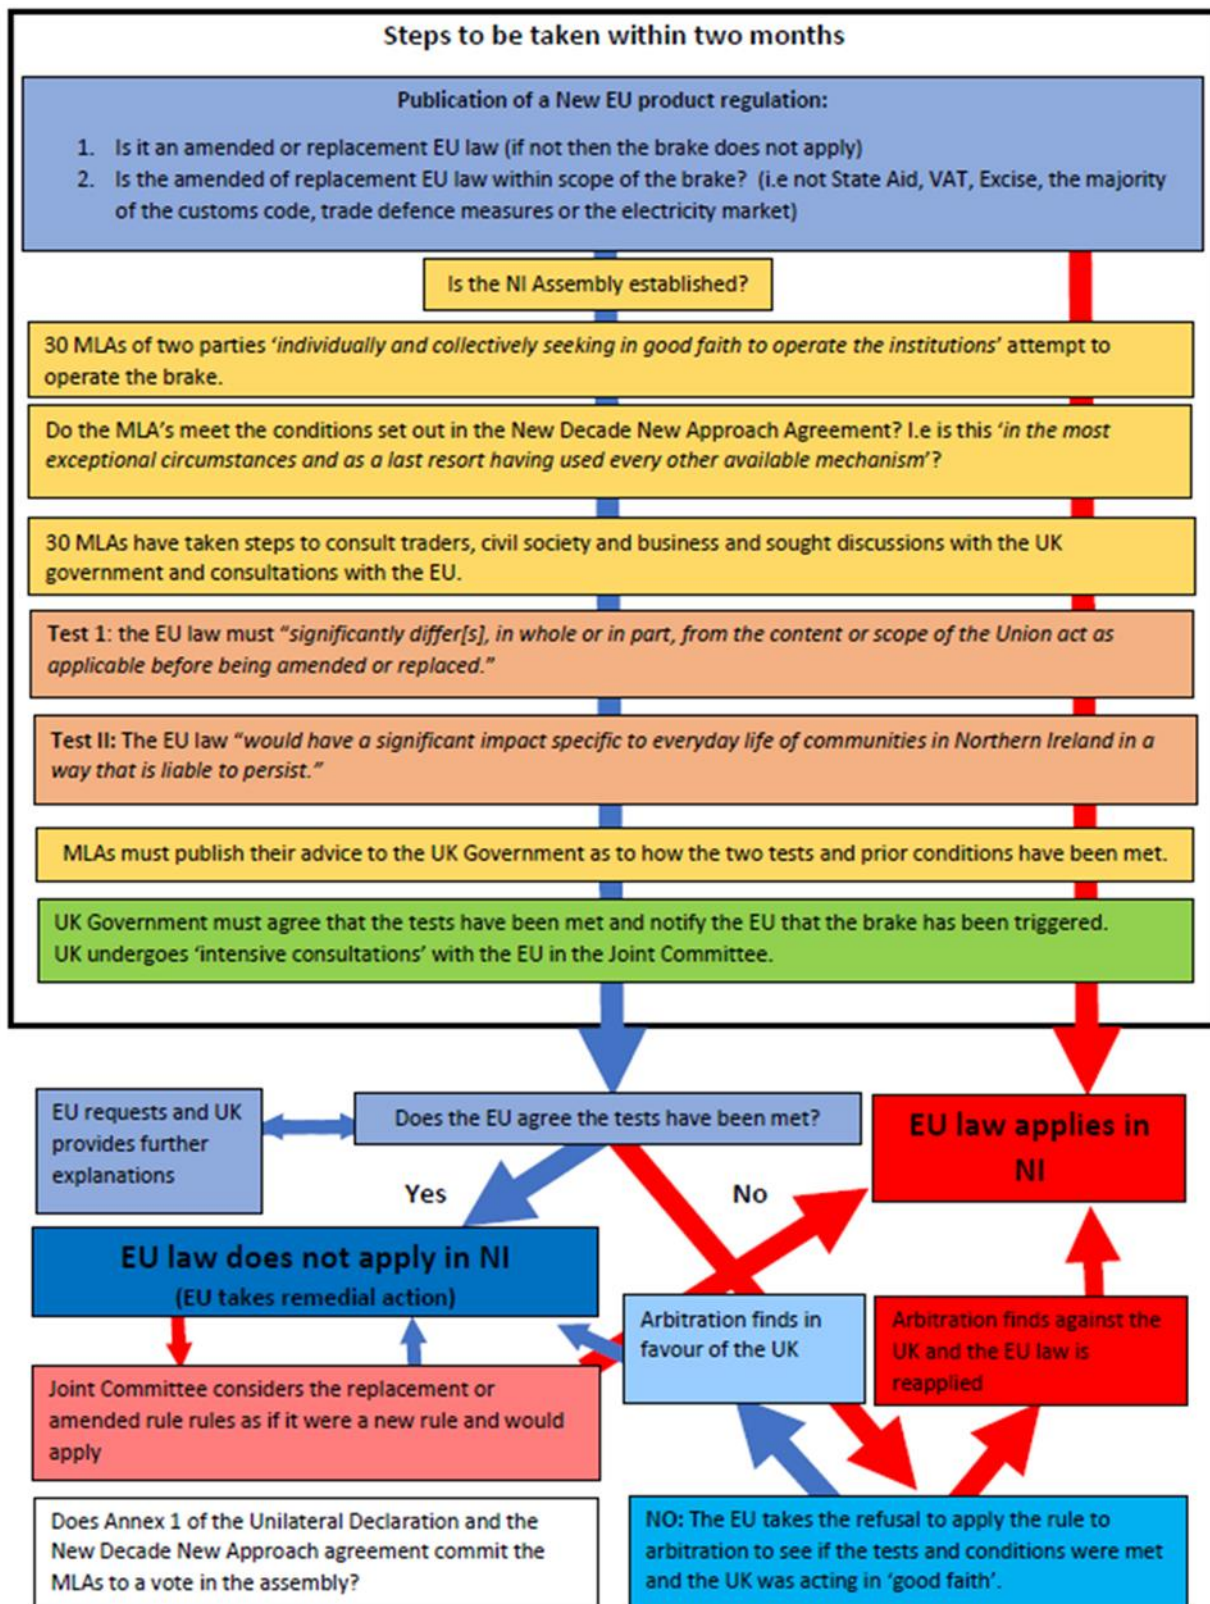 Steps to be taken within two months
Publication of a New EU product regulation:
1. Is it an amended or replacement EU law (if not then the brake does not apply)
2. Is the amended of replacement EU law within scope of the brake? (i.e not State Aid, VAT, Excise, the majority
of the customs code, trade defence measures or the electricity market)
Is the NI Assembly established?
30 MLAs of two parties ‘individually and collectively seeking in good faith to operate the institutions’ attempt to
operate the brake.
Do the MLA’s meet the conditions set out in the New Decade New Approach Agreement? I.e is this ‘in the most
exceptional circumstances and as a last resort having used every other available mechanism’?
30 MLAs have taken steps to consult traders, civil society and business and sought discussions with the UK
government and consultations with the EU.
Test 1: the EU law must “significantly differ[s], in whole or in part, from the content or scope of the Union act as
applicable before being amended or replaced.”
Test II: The EU law “would have a significant impact specific to everyday life of communities in Northern Ireland in a
way that is liable to persist.”
MLAs must publish their advice to the UK Government as to how the two tests and prior conditions have been met.
UK Government must agree that the tests have been met and notify the EU that the brake has been triggered.
UK undergoes ‘intensive consultations’ with the EU in the Joint Committee.
EU requests and UK
provides further
explanations
Does the EU agree the tests have been met?
EU law applies in
NI
Yes
No
EU law does not apply in NI
(EU takes remedial action)
Arbitration finds in
favour of the UK
Arbitration finds against the
UK and the EU law is
reapplied
Joint Committee considers the replacement or
amended rule rules as if it were a new rule and would
apply
Does Annex 1 of the Unilateral Declaration and the
New Decade New Approach agreement commit the
MLAs to a vote in the assembly?
NO: The EU takes the refusal to apply the rule to
arbitration to see if the tests and conditions were met
and the UK was acting in ‘good faith’.